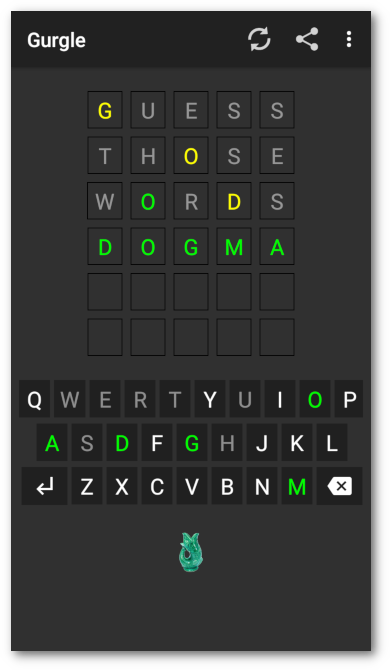 Gurgle
G U E S S
T H O S E
W O R D S
D O G M A
Q W E R T Y U I O P
A S D F G H J K L
Z X C V B N M